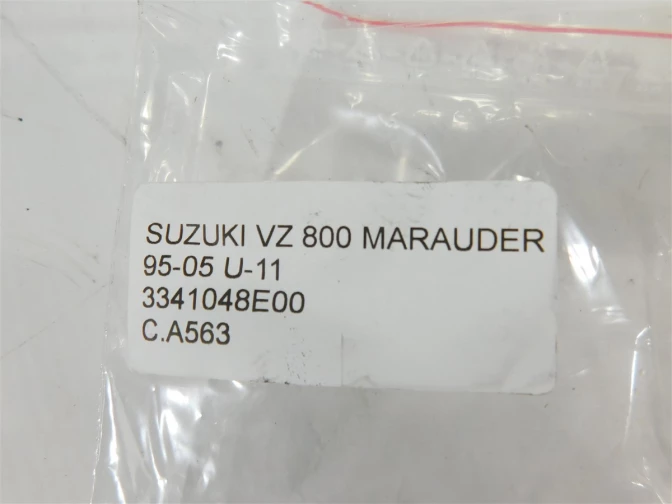 SUZUKI VZ 800 MARAUDER
95-05 U-11
3341048E00
C.A563